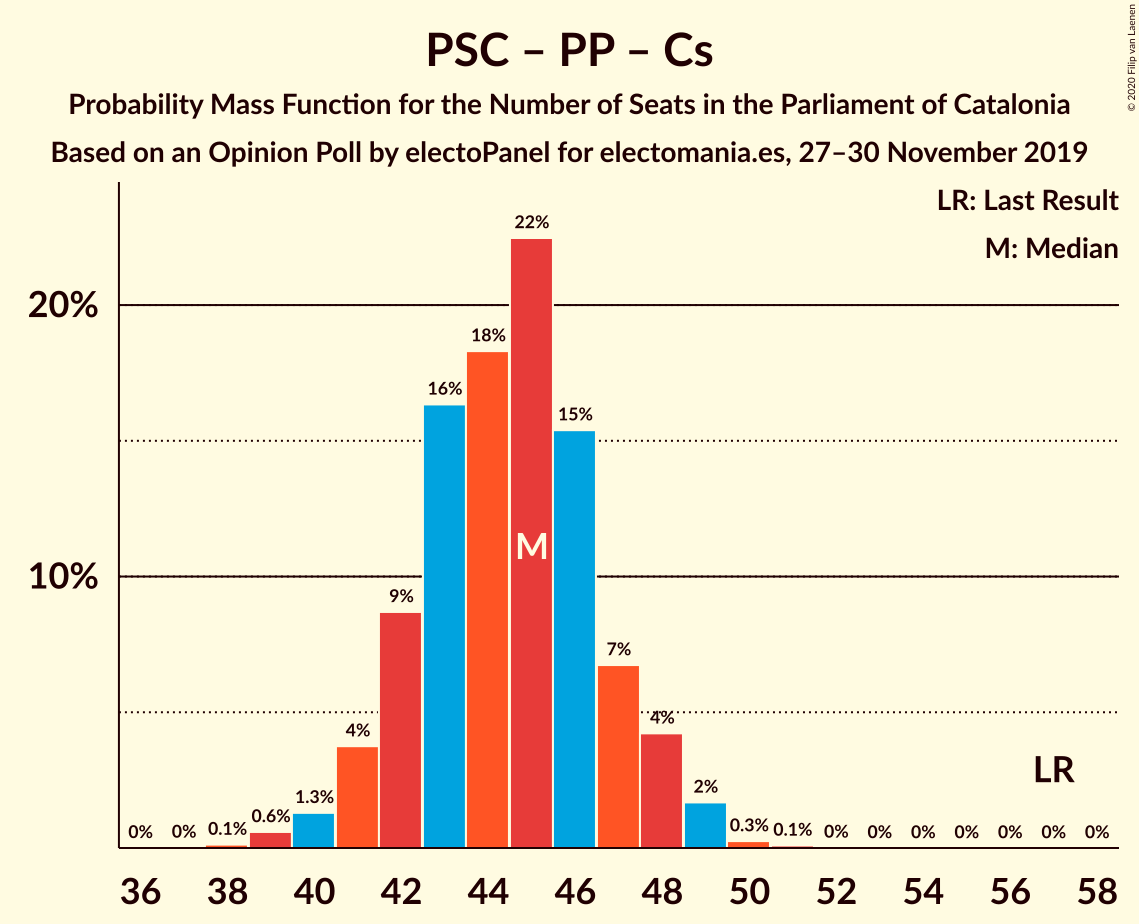 PSC – PP – Cs
Probability Mass Function for the Number of Seats in the Parliament of Catalonia
Based on an Opinion Poll by electoPanel for electomania.es, 27–30 November 2019
© 2020 Filip van Laenen
LR: Last Result
M: Median
20%
10%
0%
0%
0.1%
0.6%
1.3%
4%
9%
16%
18%
22%
15%
7%
4%
2%
0.3%
0.1%
0%
0%
0%
0%
0%
0%
0%
M
LR
36 38 40 42 44 46 48 50 52 54 56 58